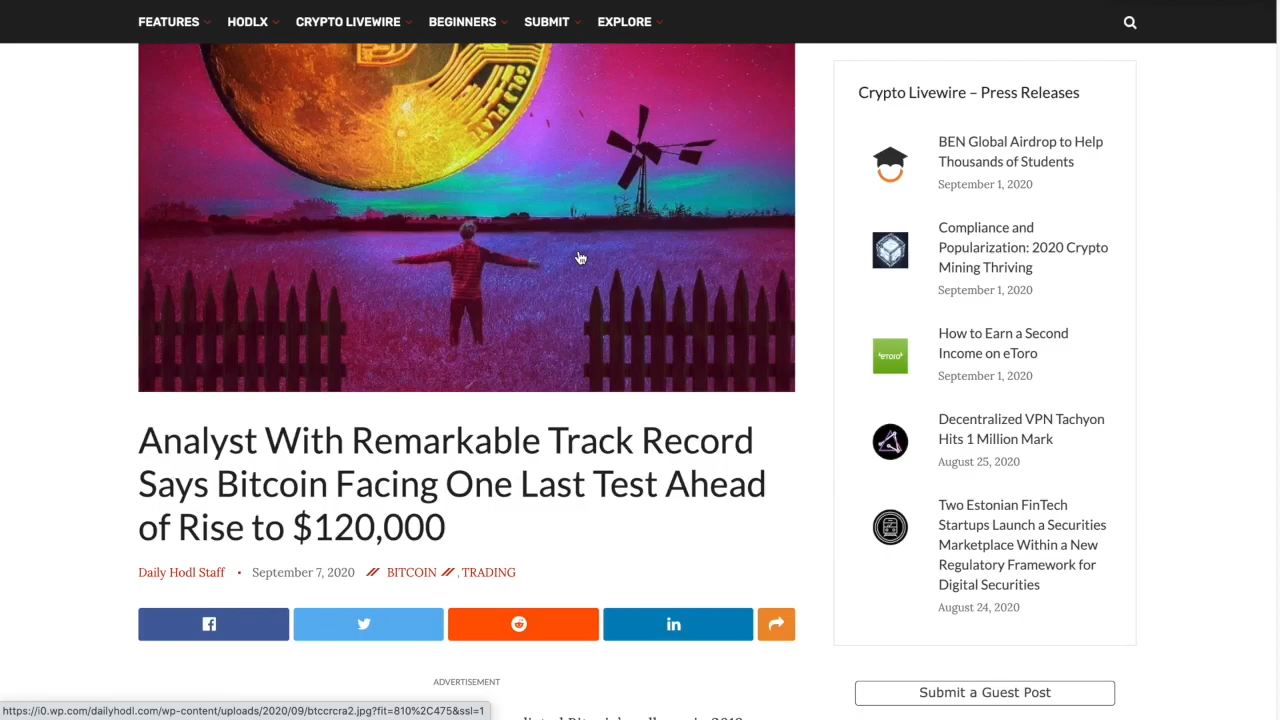 FEATURES HODLX CRYPTO LIVEWIRE BEGINNERS SUBMIT EXPLORE
GOLD PLATE
Analyst With Remarkable Track Record
Says Bitcoin Facing One Last Test Ahead
of Rise to $120,000
Daily Hodl Staff • September 7, 2020 // BITCOIN //, TRADING
in
ADVERTISEMENT
https://i0.wp.com/dailyhodl.com/wp-content/uploads/2020/09/btccrcra2.jpg?fit=810%2C475&ssl=1
Crypto Livewire – Press Releases
BEN Global Airdrop to Help
Thousands of Students
September 1, 2020
Compliance and
Popularization: 2020 Crypto
Mining Thriving
September 1, 2020
eToro
How to Earn a Second
Income on eToro
September 1, 2020
Decentralized VPN Tachyon
Hits 1 Million Mark
August 25, 2020
Two Estonian FinTech
Startups Launch a Securities
Marketplace Within a New
Regulatory Framework for
Digital Securities
August 24, 2020
Submit a Guest Post